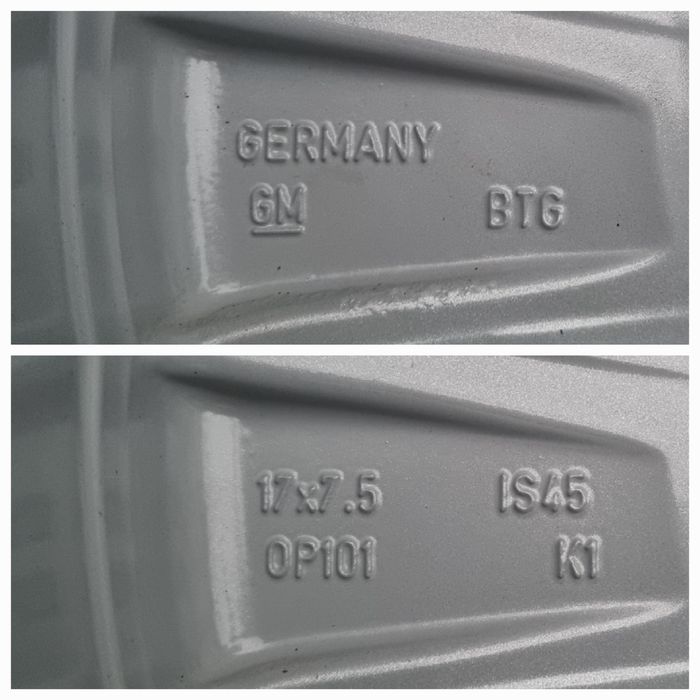 GERMANY
GM BTG
17x7.5 IS45
OP101 K1